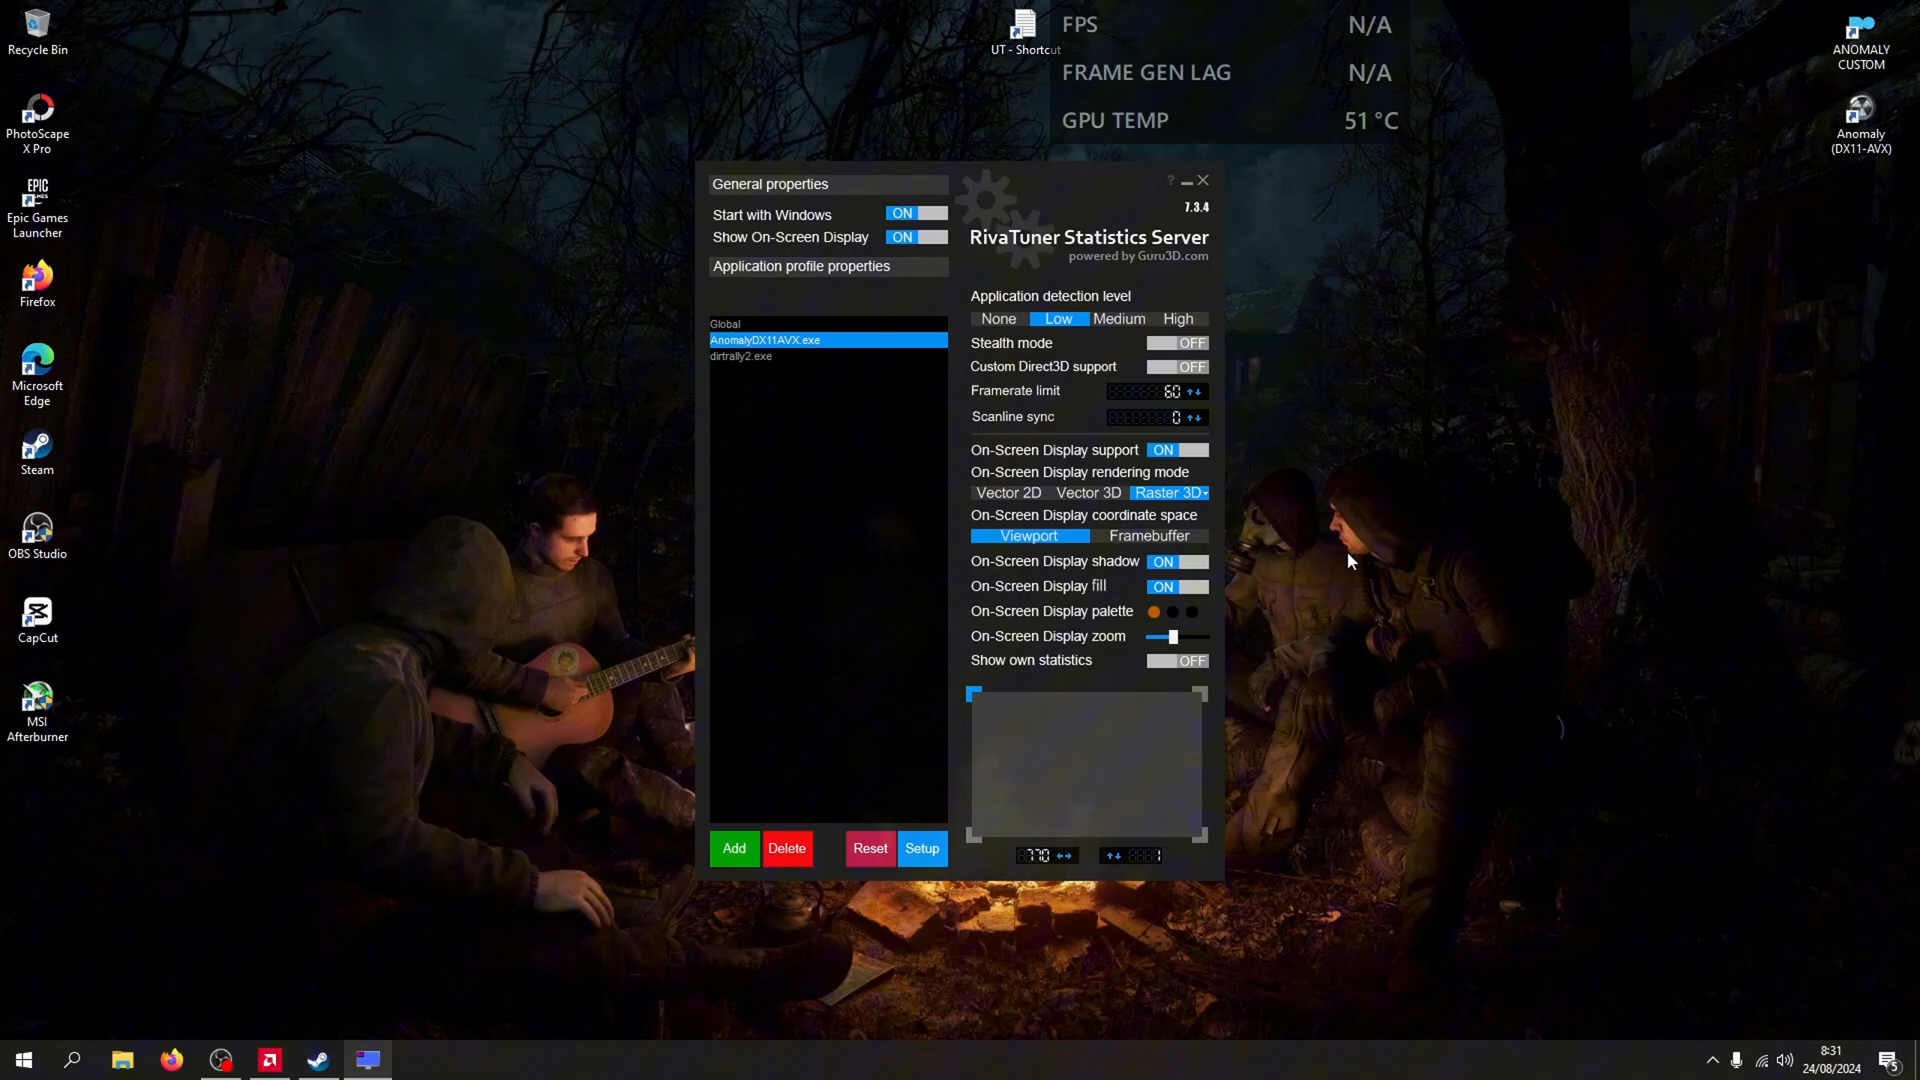 Recycle Bin
PhotoScape
X Pro
EPIC
GAMES
Epic Games
Launcher
Firefox
Microsoft
Edge
Steam
OBS Studio
CapCut
MSI
Afterburner
UT - Shortcut
FPS N/A
FRAME GEN LAG N/A
GPU TEMP 51 °C
ANOMALY
CUSTOM
Anomaly
(DX11-AVX)
General properties
Start with Windows ON
Show On-Screen Display ON
Application profile properties
Global
AnomalyDX11AVX.exe
dirtrally2.exe
Add Delete Reset Setup
?
7.3.4
RivaTuner Statistics Server
powered by Guru3D.com
Application detection level
None Low Medium High
Stealth mode OFF
Custom Direct3D support OFF
Framerate limit 60
Scanline sync 0
On-Screen Display support ON
On-Screen Display rendering mode
Vector 2D Vector 3D Raster 3D
On-Screen Display coordinate space
Viewport Framebuffer
On-Screen Display shadow ON
On-Screen Display fill ON
On-Screen Display palette
On-Screen Display zoom
Show own statistics OFF
770 1
8:31
24/08/2024
5